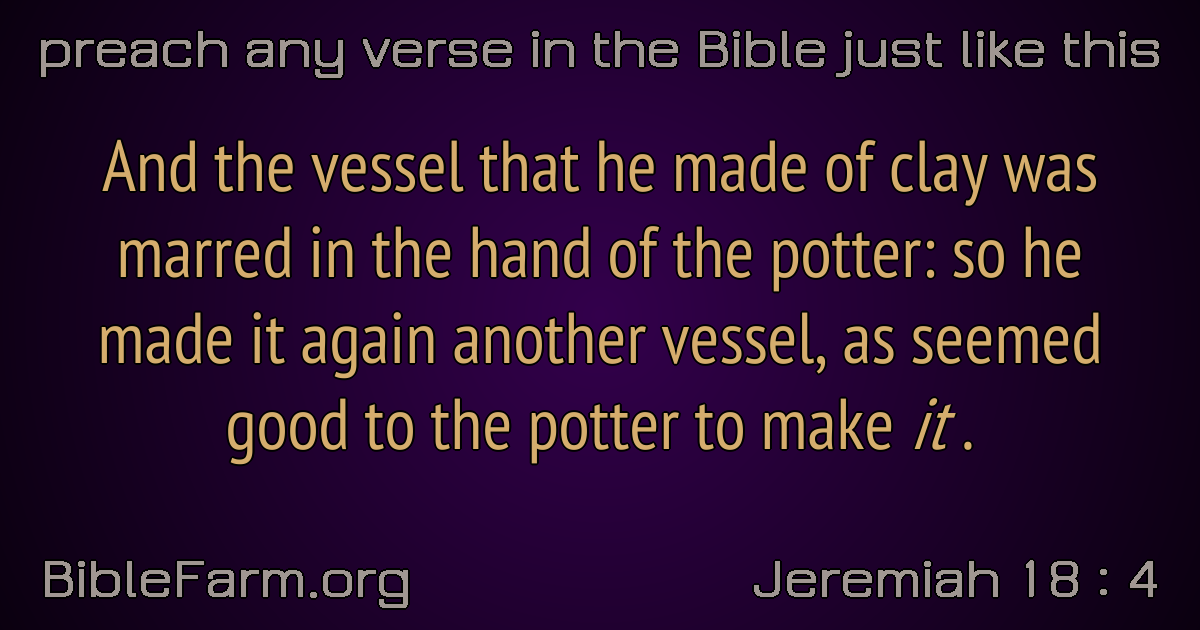 preach any verse in the Bible just like this
And the vessel that he made of clay was
marred in the hand of the potter: so he
made it again another vessel, as seemed
good to the potter to make it .
BibleFarm.org
Jeremiah 18 : 4